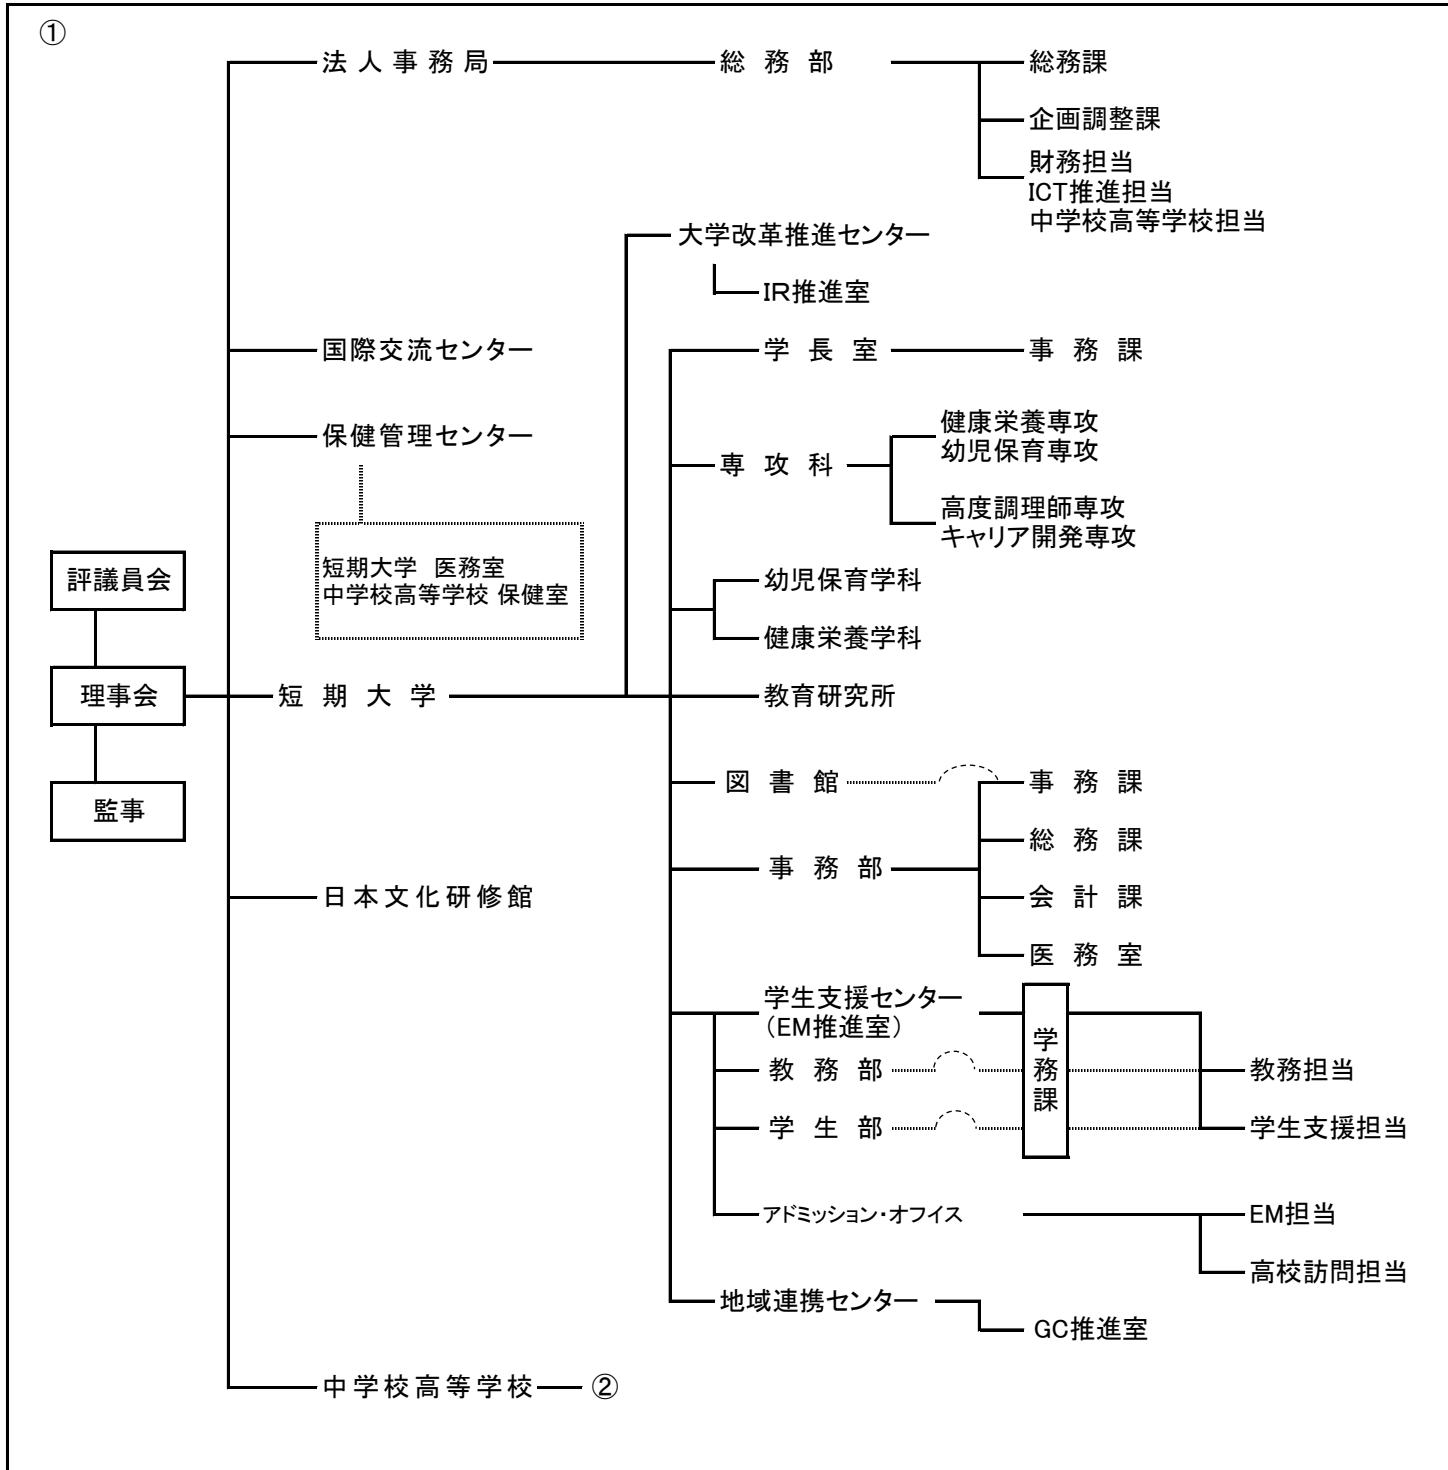 ①
法人事務局
総務部
総務課
企画調整課
財務担当
ICT推進担当
中学校高等学校担当
大学改革推進センター
IR推進室
国際交流センター
学長室
事務課
保健管理センター
専攻科
健康栄養専攻
幼児保育専攻
高度調理師専攻
キャリア開発専攻
短期大学 医務室
中学校高等学校 保健室
評議員会
幼児保育学科
健康栄養学科
理事会
短期大学
教育研究所
監事
図書館
事務課
総務課
事務部
日本文化研修館
会計課
医務室
学生支援センター
(EM推進室)
学務課
教務部
教務担当
学生部
学生支援担当
アドミッション・オフイス
EM担当
高校訪問担当
地域連携センター
GC推進室
中学校高等学校
②